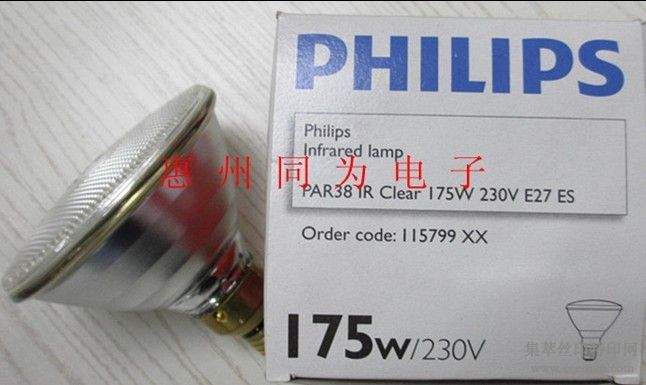 PHILIPS
Philips
Infrared lamp
惠州同为电子
PAR38 IR Clear 175W 230V E27 ES
Order code: 115799 XX
175w/230V